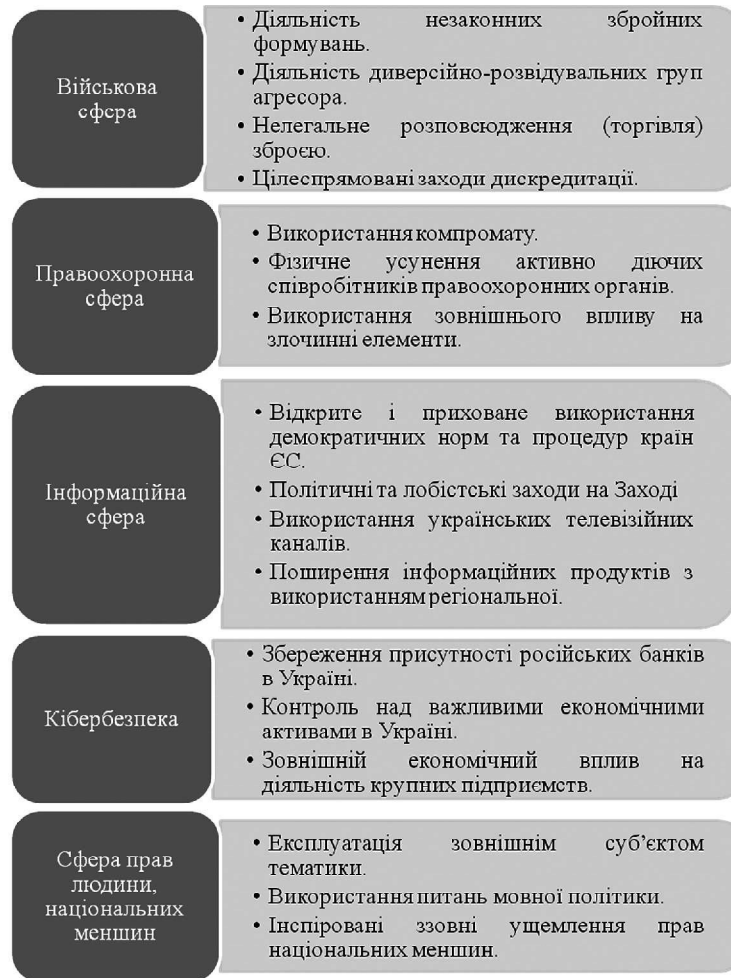 Військова
сфера
• Діяльність незаконних збройних
формувань.
• Діяльність диверсійно-розвідувальних груп
агресора.
• Нелегальне розповсюдження (торгівля)
зброєю.
• Цілеспрямовані заходи дискредитації.
Правоохоронна
сфера
• Використання компромату.
• Фізичне усунення активно діючих
співробітників правоохоронних органів.
• Використання зовнішнього впливу на
злочинні елементи.
Інформаційна
сфера
• Відкрите і приховане використання
демократичних норм та процедур країн
ЄС.
• Політичні та лобістські заходи на Заході
• Використання українських телевізійних
каналів.
• Поширення інформаційних продуктів з
використанням регіональної.
Кібербезпека
• Збереження присутності російських банків
в Україні.
• Контроль над важливими економічними
активами в Україні.
• Зовнішній економічний вплив на
діяльність крупних підприємств.
Сфера прав
людини,
національних
меншин
• Експлуатація зовнішнім суб’єктом
тематики.
• Використання питань мовної політики.
• Інспіровані ззовні ущемлення прав
національних меншин.